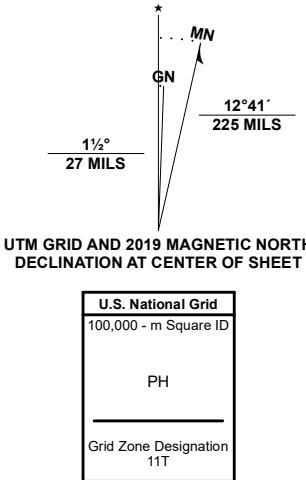 ★
MN
GN
12°41´
225 MILS
1½°
27 MILS
UTM GRID AND 2019 MAGNETIC NORTH
DECLINATION AT CENTER OF SHEET
U.S. National Grid
100,000 - m Square ID
PH
Grid Zone Designation
11T